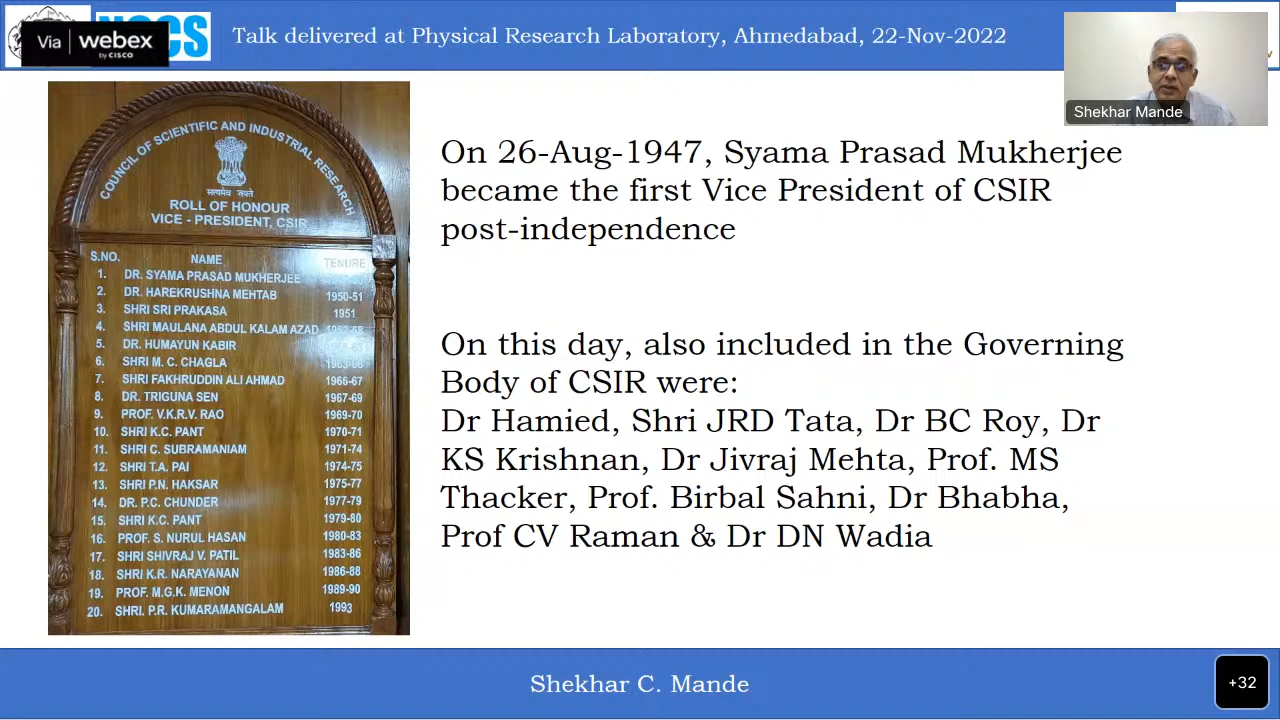 Via webex
by CISCO
CS
Talk delivered at Physical Research Laboratory, Ahmedabad, 22-Nov-2022
Shekhar Mande
COUNCIL OF SCIENTIFIC AND INDUSTRIAL RESEARCH
सत्यमेव जयते
ROLL OF HONOUR
VICE - PRESIDENT, CSIR
S.NO. NAME TENURE
1. DR. SYAMA PRASAD MUKHERJEE
2. DR. HAREKRUSHNA MEHTAB 1950-51
3. SHRI SRI PRAKASA 1951
4. SHRI MAULANA ABDUL KALAM AZAD
5. DR. HUMAYUN KABIR
6. SHRI M. C. CHAGLA
7. SHRI FAKHRUDDIN ALI AHMAD 1966-67
8. DR. TRIGUNA SEN 1967-69
9. PROF. V.K.R.V. RAO 1969-70
10. SHRI K.C. PANT 1970-71
11. SHRI C. SUBRAMANIAM 1971-74
12. SHRI T.A. PAI 1974-75
13. SHRI P.N. HAKSAR 1975-77
14. DR. P.C. CHUNDER 1977-79
15. SHRI K.C. PANT 1979-80
16. PROF. S. NURUL HASAN 1980-83
17. SHRI SHIVRAJ V. PATIL 1983-86
18. SHRI K.R. NARAYANAN 1986-88
19. PROF. M.G.K. MENON 1989-90
20. SHRI. P.R. KUMARAMANGALAM 1993
On 26-Aug-1947, Syama Prasad Mukherjee
became the first Vice President of CSIR
post-independence
On this day, also included in the Governing
Body of CSIR were:
Dr Hamied, Shri JRD Tata, Dr BC Roy, Dr
KS Krishnan, Dr Jivraj Mehta, Prof. MS
Thacker, Prof. Birbal Sahni, Dr Bhabha,
Prof CV Raman & Dr DN Wadia
Shekhar C. Mande
+32